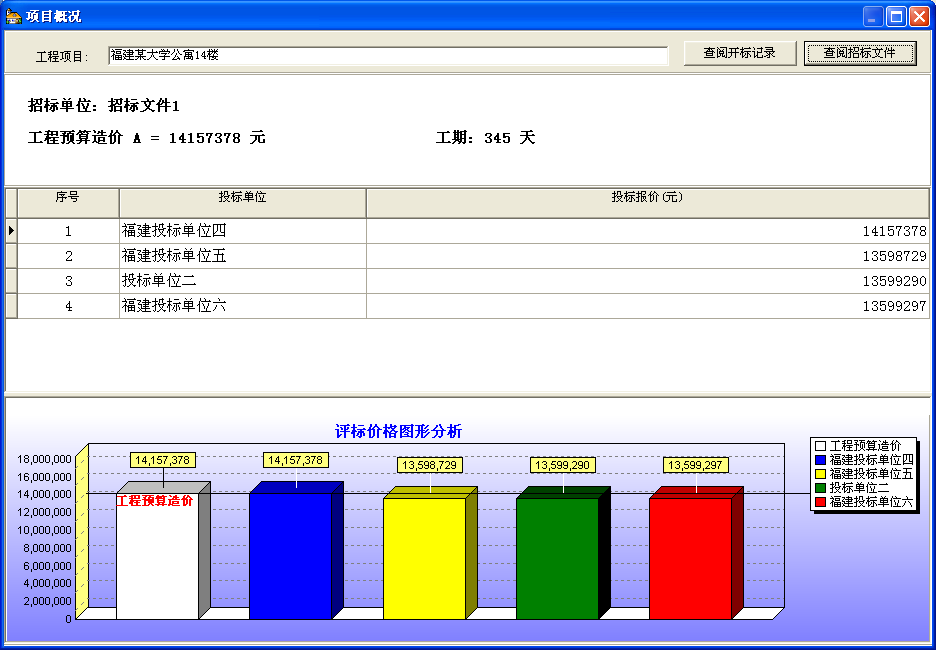 项目概况
工程项目: 福建某大学公寓14楼 查阅开标记录 查阅招标文件
招标单位: 招标文件1
工程预算造价 A = 14157378 元 工期: 345 天
序号 投标单位 投标报价(元)
1 福建投标单位四 14157378
2 福建投标单位五 13598729
3 投标单位二 13599290
4 福建投标单位六 13599297
评标价格图形分析
18,000,000
16,000,000
14,000,000
12,000,000
10,000,000
8,000,000
6,000,000
4,000,000
2,000,000
0
14,157,378 14,157,378 13,598,729 13,599,290 13,599,297
工程预算造价
工程预算造价
福建投标单位四
福建投标单位五
投标单位二
福建投标单位六